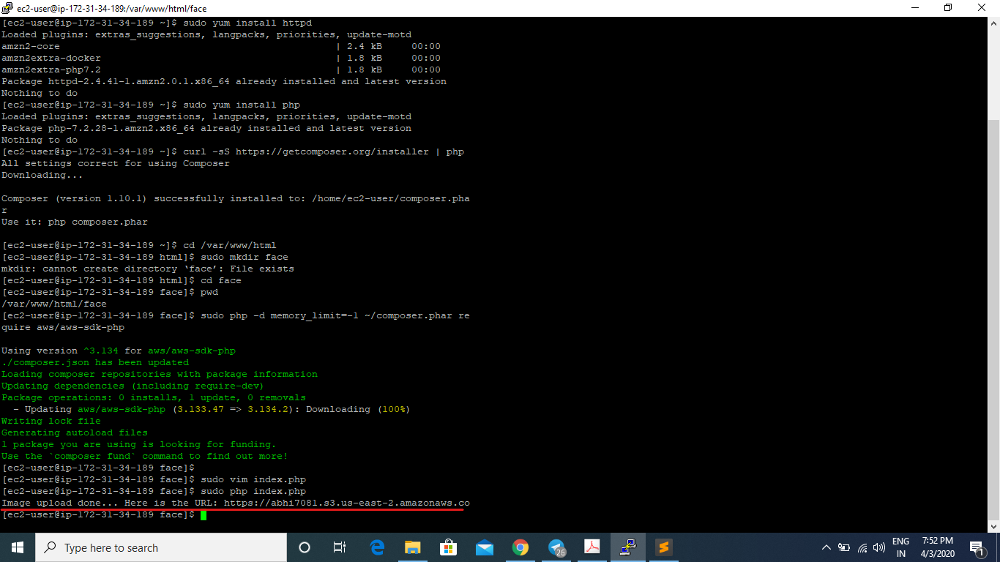 ec2-user@ip-172-31-34-189:/var/www/html/face
[ec2-user@ip-172-31-34-189 ~]$ sudo yum install httpd
Loaded plugins: extras_suggestions, langpacks, priorities, update-motd
amzn2-core | 2.4 kB 00:00
amzn2extra-docker | 1.8 kB 00:00
amzn2extra-php7.2 | 1.8 kB 00:00
Package httpd-2.4.41-1.amzn2.0.1.x86_64 already installed and latest version
Nothing to do
[ec2-user@ip-172-31-34-189 ~]$ sudo yum install php
Loaded plugins: extras_suggestions, langpacks, priorities, update-motd
Package php-7.2.28-1.amzn2.x86_64 already installed and latest version
Nothing to do
[ec2-user@ip-172-31-34-189 ~]$ curl -sS https://getcomposer.org/installer | php
All settings correct for using Composer
Downloading...
Composer (version 1.10.1) successfully installed to: /home/ec2-user/composer.pha
r
Use it: php composer.phar
[ec2-user@ip-172-31-34-189 ~]$ cd /var/www/html
[ec2-user@ip-172-31-34-189 html]$ sudo mkdir face
mkdir: cannot create directory ‘face’: File exists
[ec2-user@ip-172-31-34-189 html]$ cd face
[ec2-user@ip-172-31-34-189 face]$ pwd
/var/www/html/face
[ec2-user@ip-172-31-34-189 face]$ sudo php -d memory_limit=-1 ~/composer.phar re
quire aws/aws-sdk-php
Using version ^3.134 for aws/aws-sdk-php
./composer.json has been updated
Loading composer repositories with package information
Updating dependencies (including require-dev)
Package operations: 0 installs, 1 update, 0 removals
- Updating aws/aws-sdk-php (3.133.47 => 3.134.2): Downloading (100%)
Writing lock file
Generating autoload files
1 package you are using is looking for funding.
Use the `composer fund` command to find out more!
[ec2-user@ip-172-31-34-189 face]$
[ec2-user@ip-172-31-34-189 face]$ sudo vim index.php
[ec2-user@ip-172-31-34-189 face]$ sudo php index.php
Image upload done... Here is the URL: https://abhi7081.s3.us-east-2.amazonaws.co
[ec2-user@ip-172-31-34-189 face]$
Type here to search
26
ENG
IN
7:52 PM
4/3/2020
1